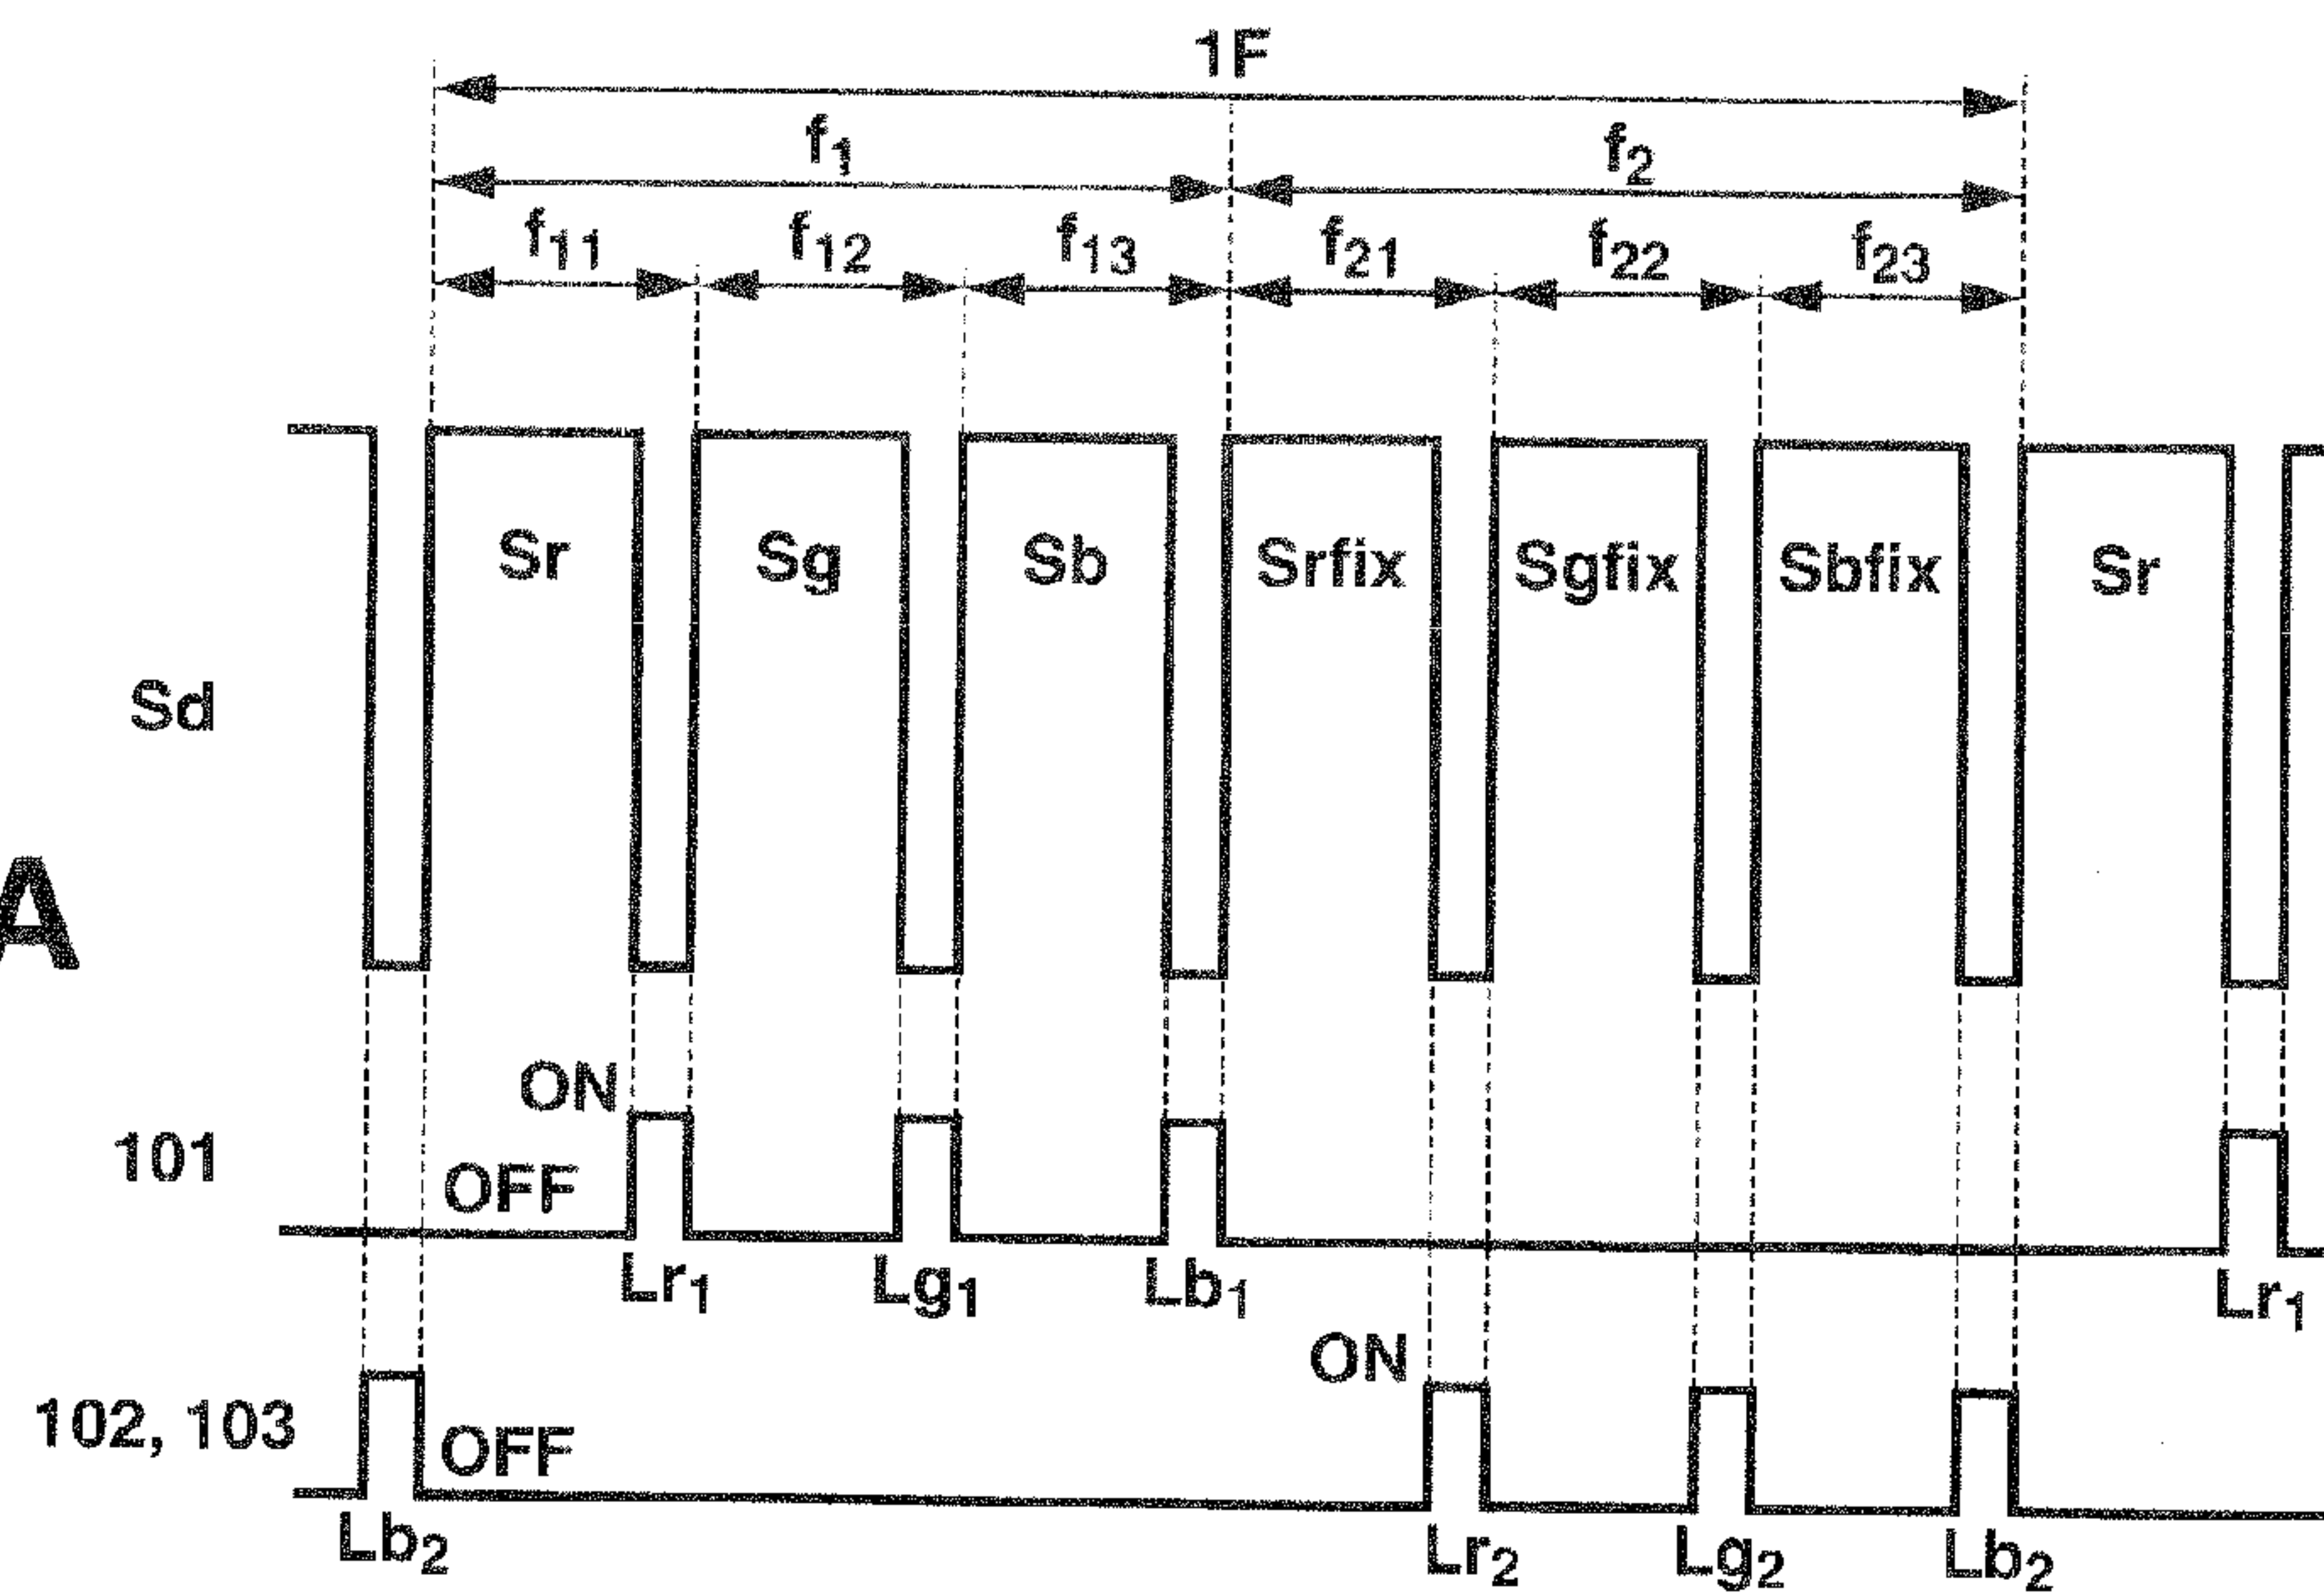 1F
f1 f2
f11 f12 f13 f21 f22 f23
Sr Sg Sb Srfix Sgfix Sbfix Sr
Sd
A
ON
101
OFF
Lr1 Lg1 Lb1 Lr1
ON
102, 103
OFF
Lb2 Lr2 Lg2 Lb2